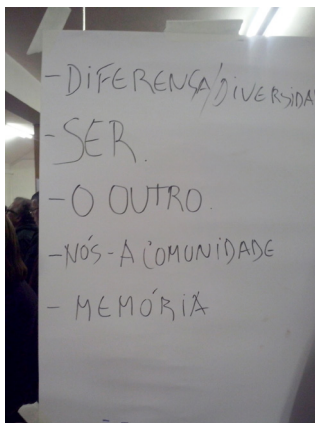 - DIFERENÇA/DIVERSIDA
- SER.
- O OUTRO.
- NÓS - A COMUNIDADE
- MEMÓRIA